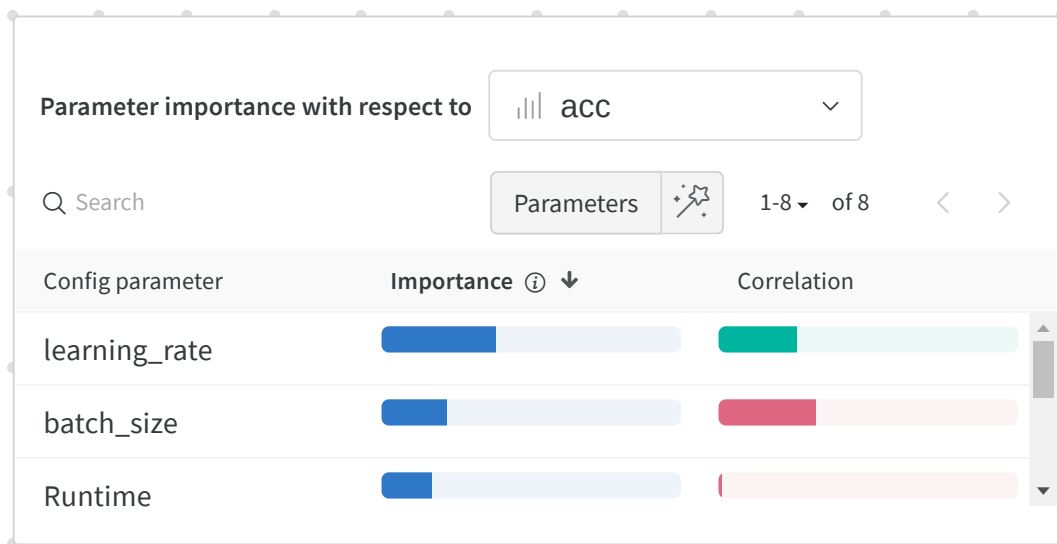 Parameter importance with respect to acc
Search Parameters 1-8 of 8
Config parameter Importance Correlation
learning_rate
batch_size
Runtime